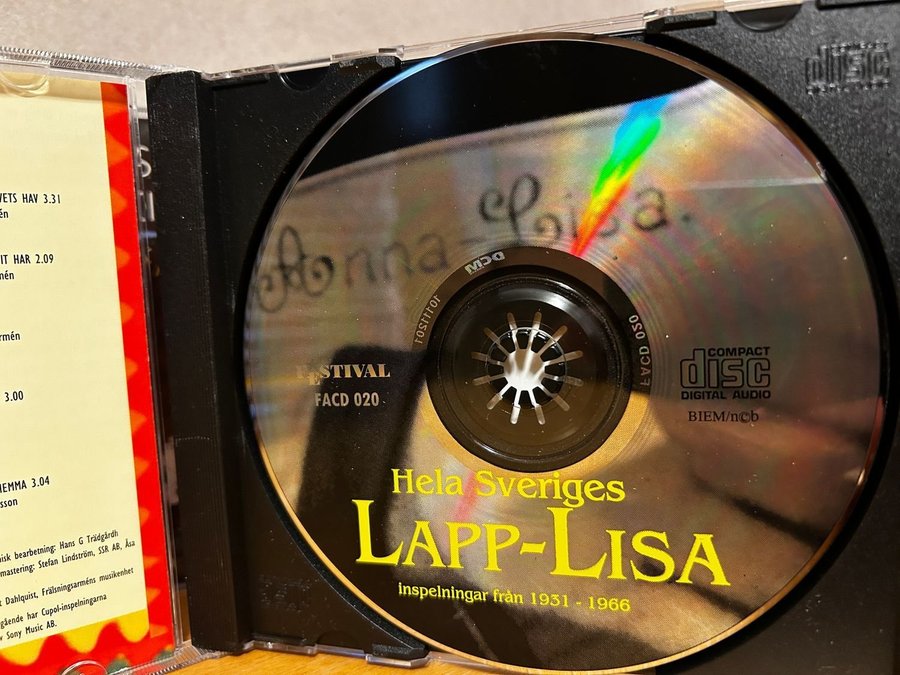 VETS HAV 3.31
én
IT HAR 2.09
mén
rmén
3.00
HEMMA 3.04
sson
isk bearbetning: Hans G Trädgårdh
mastering: Stefan Lindström, SSR AB, Åsa
t Dahlquist, Frälsningsarméns musikenhet
gående har Cupol-inspelningarna
v Sony Music AB.
Anna-Lisa.
DCM
10111201
FACD 020
FESTIVAL
FACD 020
COMPACT
disc
DIGITAL AUDIO
BIEM/n©b
Hela Sveriges
LAPP-LISA
inspelningar från 1931 - 1966
disc